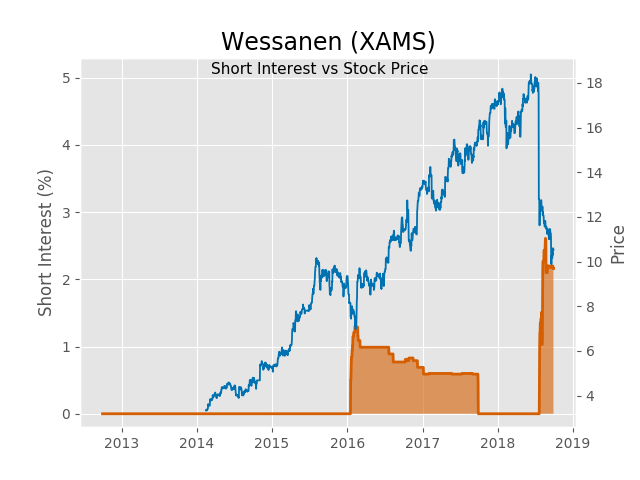 Wessanen (XAMS)
Short Interest vs Stock Price
Short Interest (%)
5
4
3
2
1
0
18
16
14
12
10
8
6
4
Price
2013 2014 2015 2016 2017 2018 2019